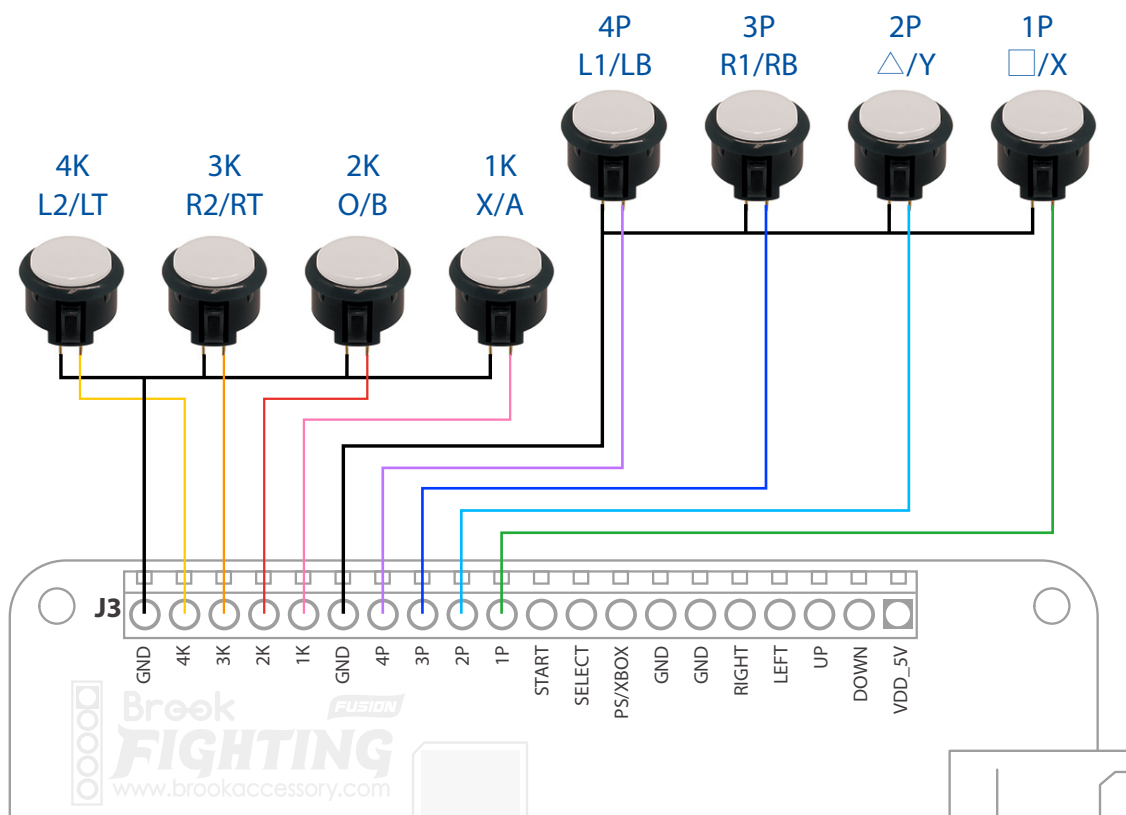 4P 3P 2P 1P
L1/LB R1/RB △/Y □/X
4K 3K 2K 1K
L2/LT R2/RT O/B X/A
J3
GND 4K 3K 2K 1K GND 4P 3P 2P 1P START SELECT PS/XBOX GND GND RIGHT LEFT UP DOWN VDD_5V
Brook FUSION
FIGHTING
www.brookaccessory.com